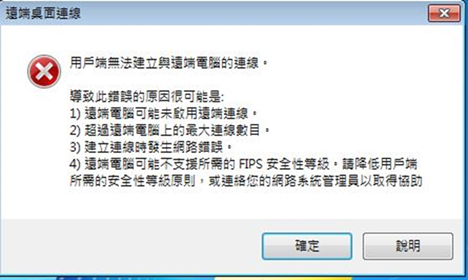 遠端桌面連線
用戶端無法建立與遠端電腦的連線。
導致此錯誤的原因很可能是:
1) 遠端電腦可能未啟用遠端連線。
2) 超過遠端電腦上的最大連線數目。
3) 建立連線時發生網路錯誤。
4) 遠端電腦可能不支援所需的 FIPS 安全性等級。請降低用戶端
所需的安全性等級原則，或連絡您的網路系統管理員以取得協助
確定
說明